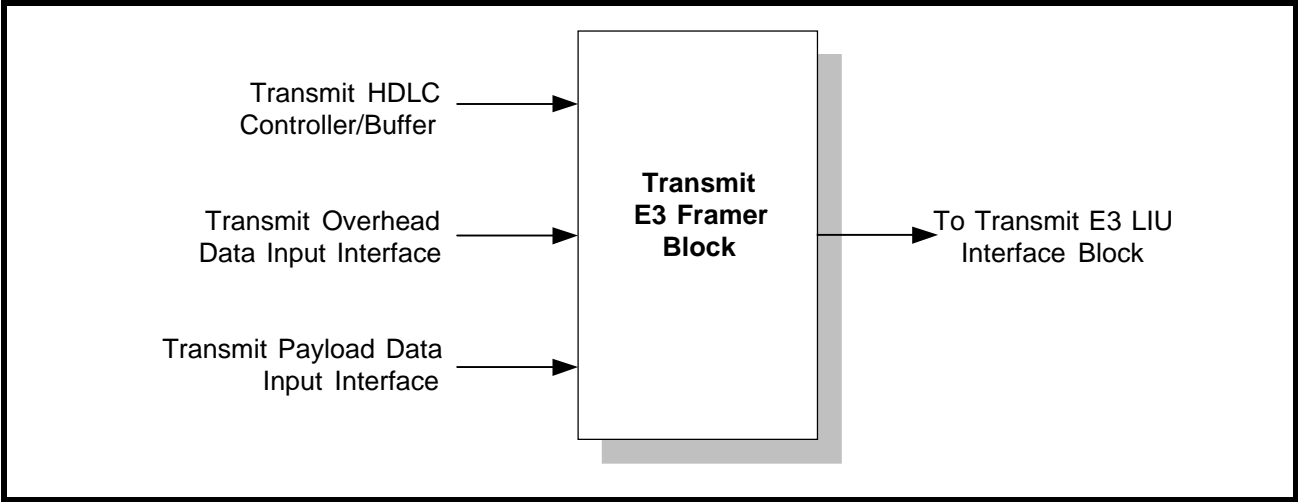 Transmit HDLC
Controller/Buffer
Transmit Overhead
Data Input Interface
Transmit Payload Data
Input Interface
Transmit
E3 Framer
Block
To Transmit E3 LIU
Interface Block